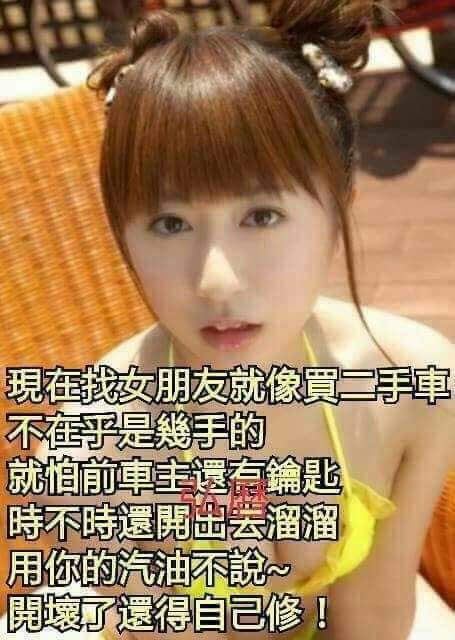 現在找女朋友就像買二手車
不在乎是幾手的
就怕前車主還有鑰匙
弘曆
時不時還開出去溜溜
用你的汽油不說~
開壞了還得自己修！